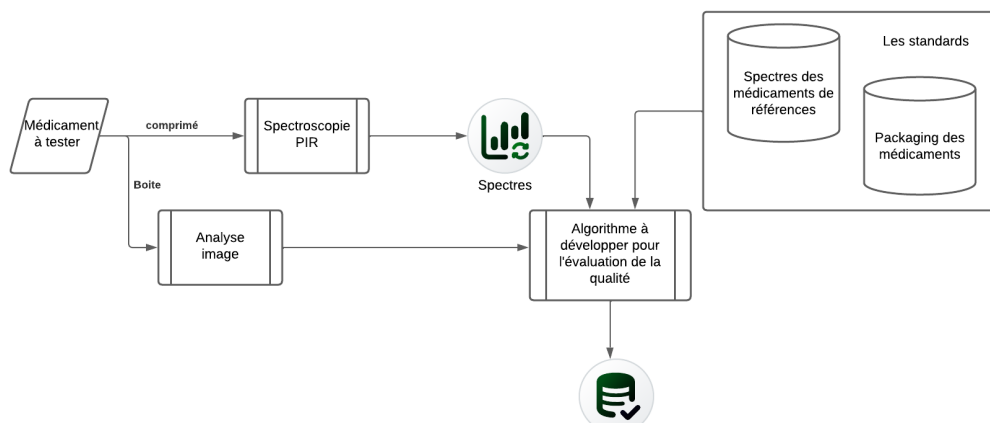 Les standards
Spectres des
médicaments de
références
Packaging des
médicaments
Médicament
à tester
comprimé
Spectroscopie
PIR
Spectres
Boite
Analyse
image
Algorithme à
développer pour
l'évaluation de la
qualité